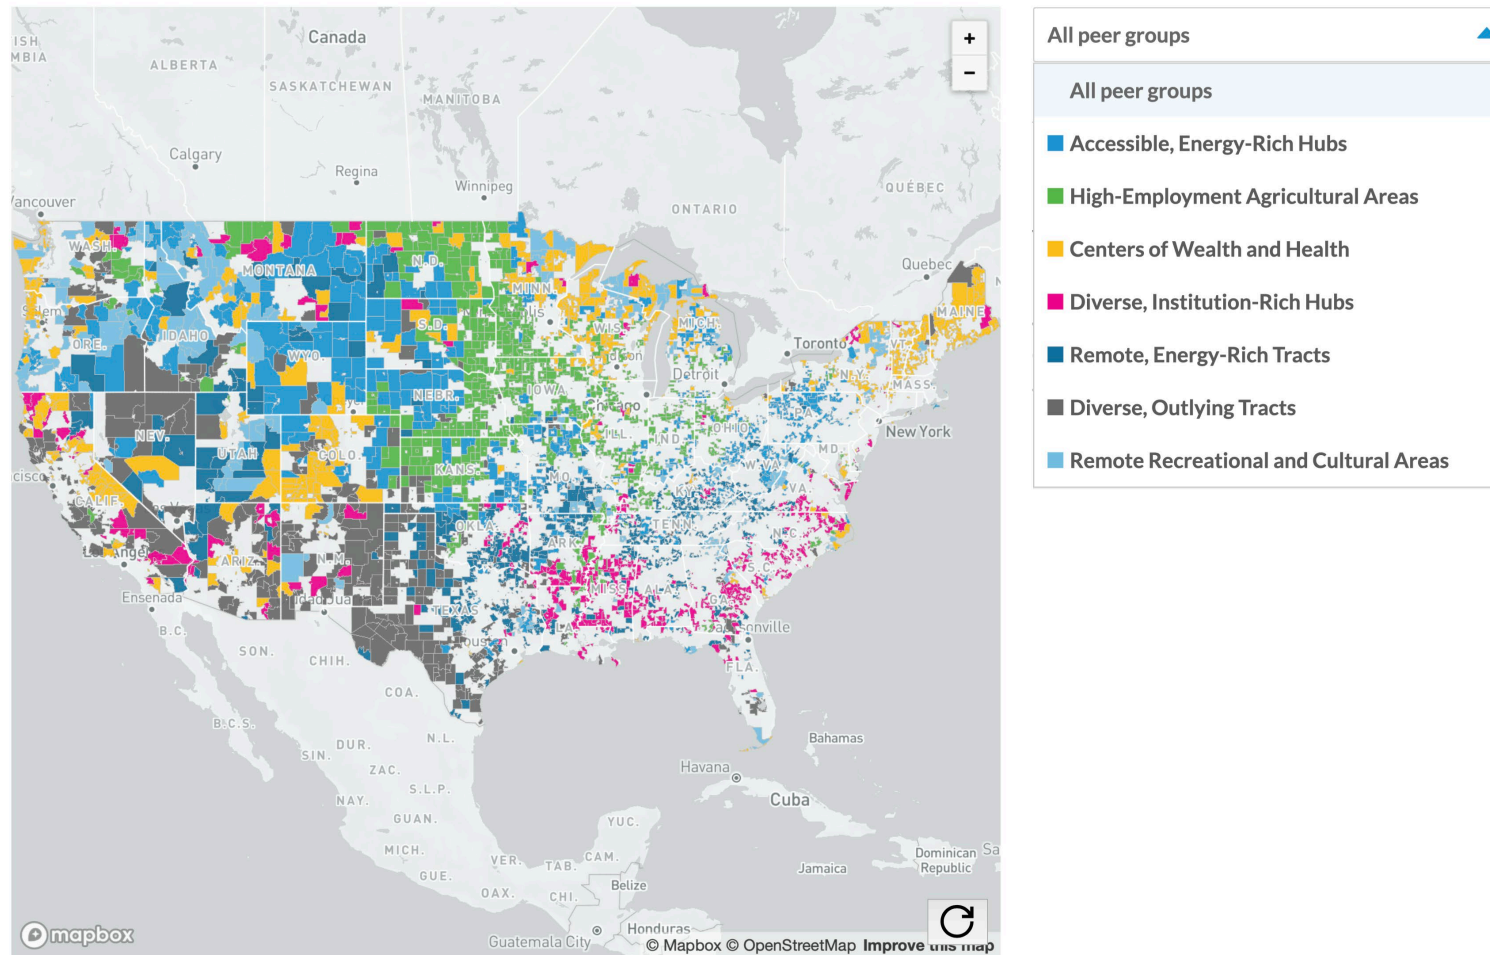 All peer groups
All peer groups
Accessible, Energy-Rich Hubs
High-Employment Agricultural Areas
Centers of Wealth and Health
Diverse, Institution-Rich Hubs
Remote, Energy-Rich Tracts
Diverse, Outlying Tracts
Remote Recreational and Cultural Areas
+
−
Canada
ALBERTA
SASKATCHEWAN
MANITOBA
Calgary
Regina
Winnipeg
ONTARIO
QUÉBEC
Quebec
WASH.
MONTANA
N.D.
MINN.
MAINE
ORE.
IDAHO
S.D.
WIS.
MICH.
Toronto
VT.
WYO.
Detroit
N.Y.
MASS.
NEBR.
IOWA
PA.
New York
NEV.
UTAH
COLO.
KANS.
ILL.
IND.
OHIO
MD.
W.VA.
MO.
KY.
VA.
CALIF.
OKLA.
TENN.
N.C.
ARIZ.
N.M.
ARK.
S.C.
Ensenada
TEXAS
MISS.
ALA.
GA.
LA.
B.C.
SON.
CHIH.
FLA.
COA.
B.C.S.
N.L.
DUR.
SIN.
Bahamas
ZAC.
Havana
S.L.P.
NAY.
Cuba
GUAN.
YUC.
MICH.
VER.
TAB.
CAM.
Dominican
Republic
Jamaica
GUE.
Belize
OAX.
CHI.
Honduras
Guatemala City
mapbox
© Mapbox © OpenStreetMap Improve this map